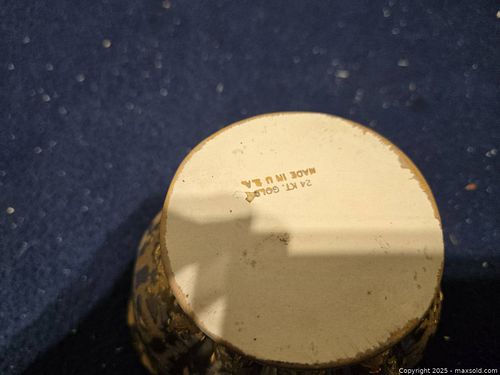 24 KT. GOLD
MADE IN U.S.A.
Copyright 2025 - maxsold.com